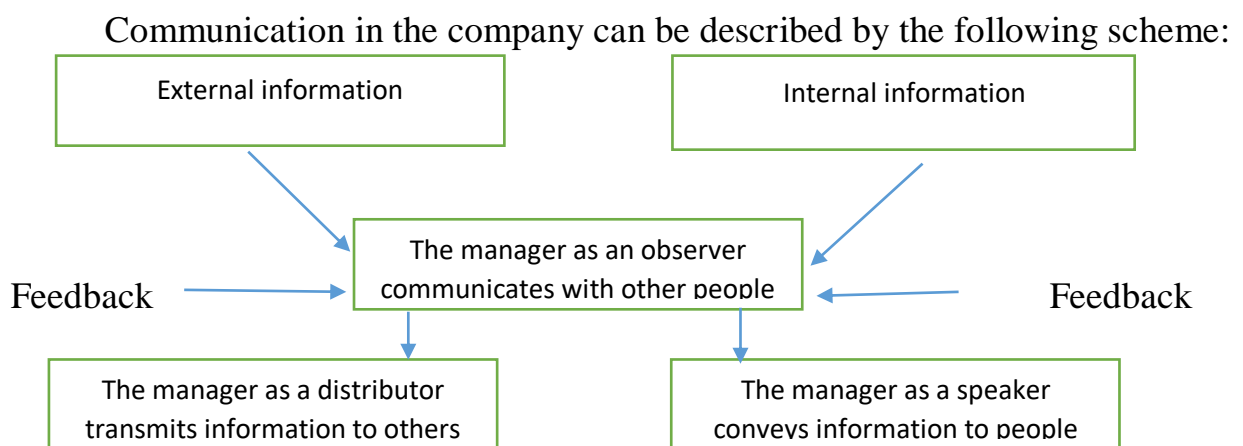 Communication in the company can be described by the following scheme:
External information
Internal information
The manager as an observer
communicates with other people
Feedback
Feedback
The manager as a distributor
transmits information to others
The manager as a speaker
conveys information to people